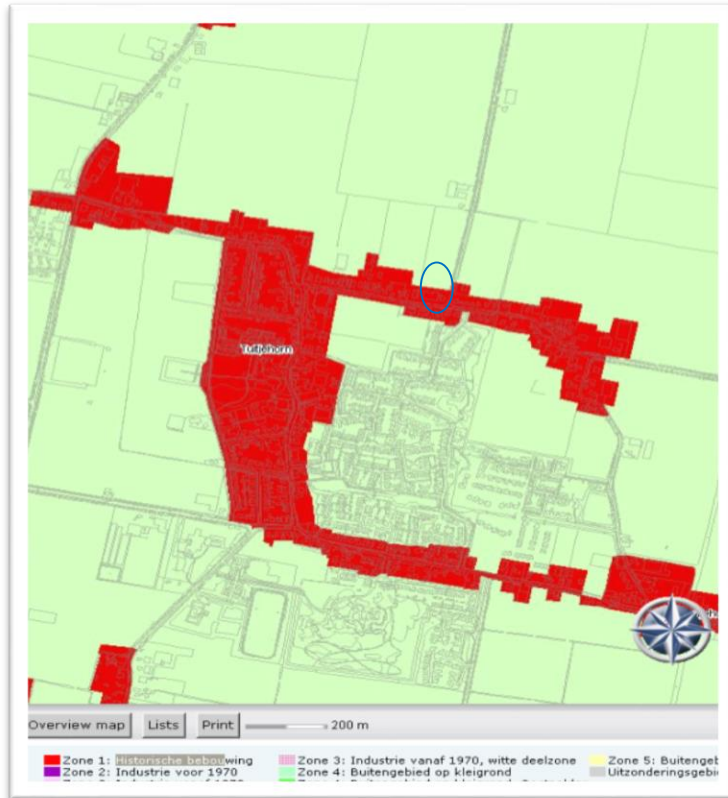 Tuitjehorn
Overview map Lists Print 200 m
Zone 1: Historische bebouwing Zone 3: Industrie vanaf 1970, witte deelzone Zone 5: Buitengeb
Zone 2: Industrie voor 1970 Zone 4: Buitengebied op kleigrond Uitzonderingsgebi